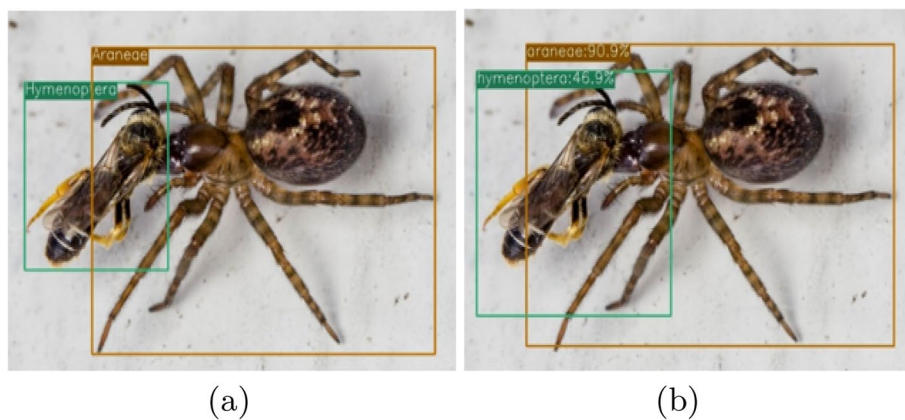 Araneae
Hymenoptera
araneae:90.9%
hymenoptera:46.9%
(a)
(b)